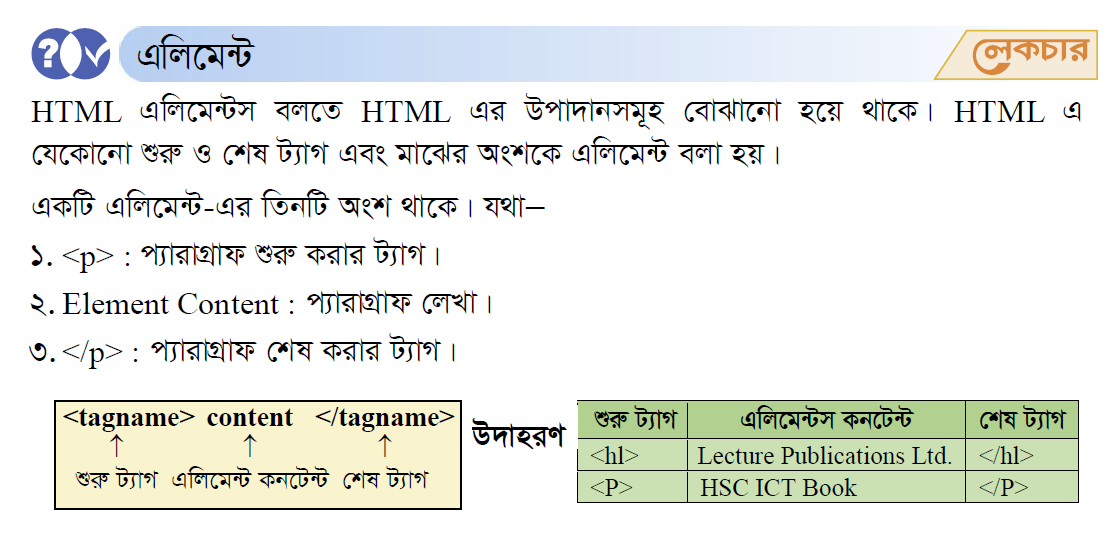 এলিমেন্ট
লেকচার
HTML এলিমেন্টস বলতে HTML এর উপাদানসমূহ বোঝানো হয়ে থাকে। HTML এ
যেকোনো শুরু ও শেষ ট্যাগ এবং মাঝের অংশকে এলিমেন্ট বলা হয়।
একটি এলিমেন্ট-এর তিনটি অংশ থাকে। যথা–
১. <p> : প্যারাগ্রাফ শুরু করার ট্যাগ।
২. Element Content : প্যারাগ্রাফ লেখা।
৩. </p> : প্যারাগ্রাফ শেষ করার ট্যাগ।
<tagname> content </tagname>
শুরু ট্যাগ এলিমেন্ট কনটেন্ট শেষ ট্যাগ
উদাহরণ
শুরু ট্যাগ এলিমেন্টস কনটেন্ট শেষ ট্যাগ
<hl> Lecture Publications Ltd. </hl>
<P> HSC ICT Book </P>